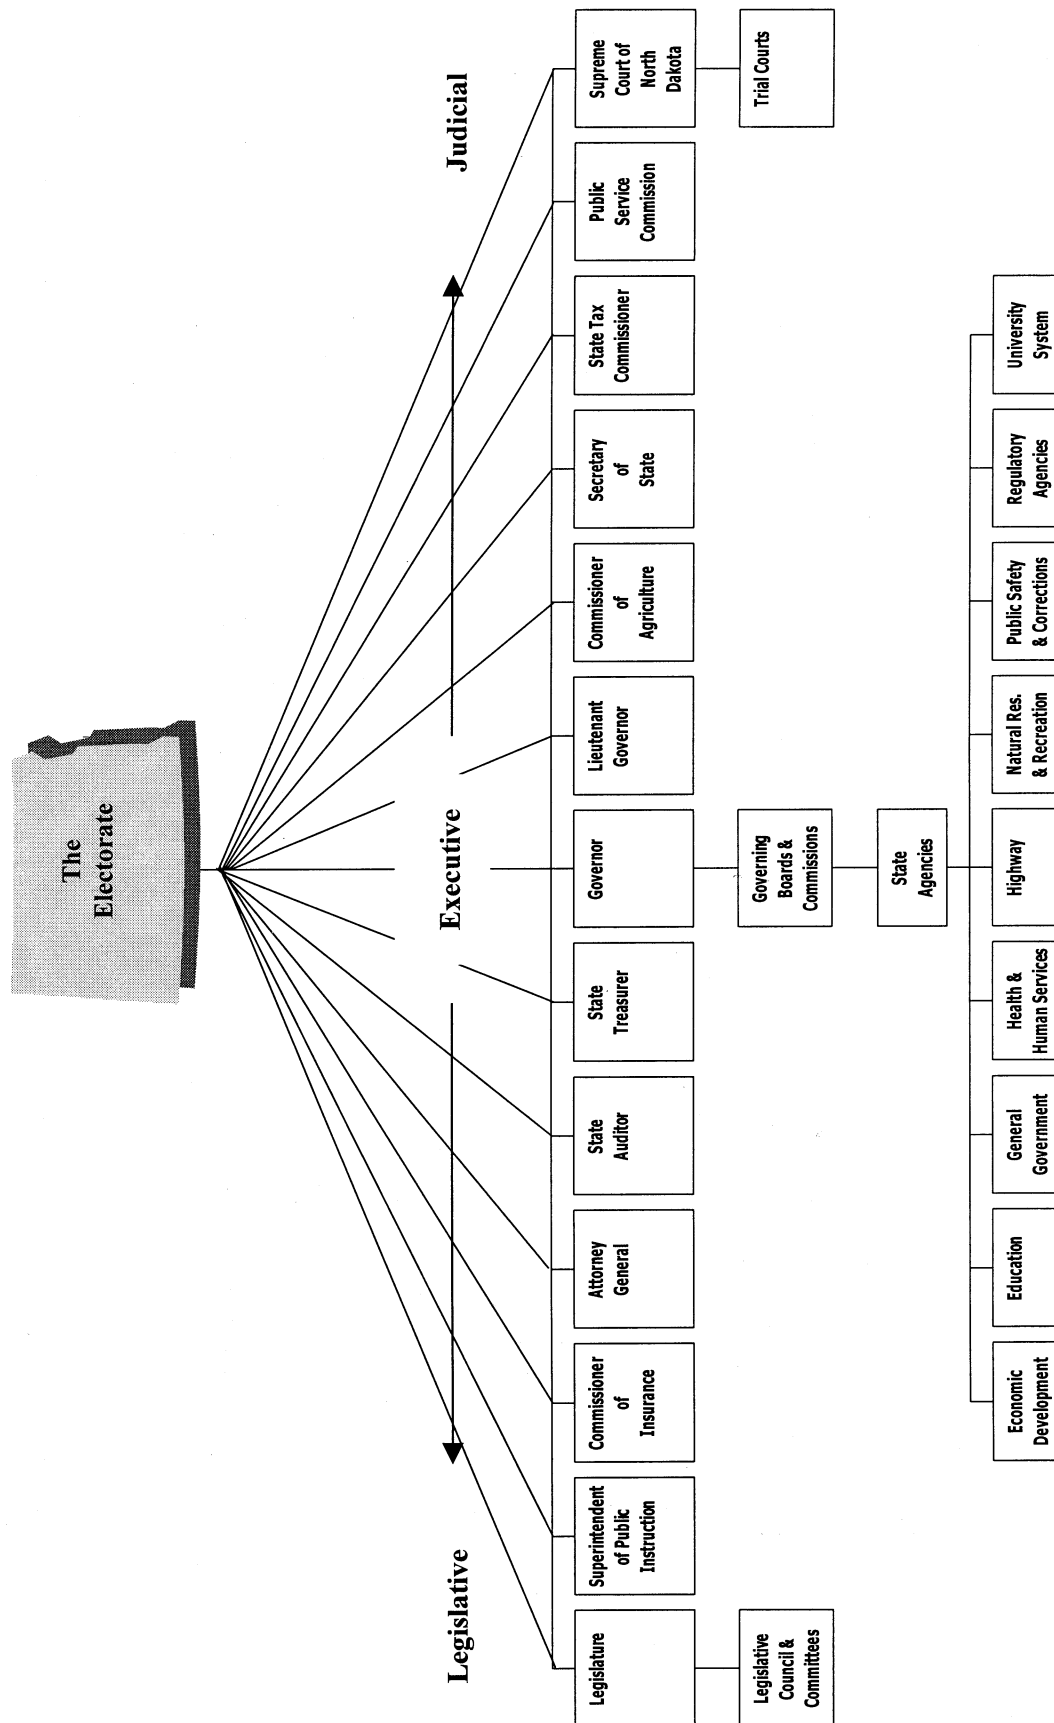 The
Electorate
Legislative
Executive
Judicial
Legislature
Superintendent
of Public
Instruction
Commissioner
of
Insurance
Attorney
General
State
Auditor
State
Treasurer
Governor
Lieutenant
Governor
Commissioner
of
Agriculture
Secretary
of
State
State Tax
Commissioner
Public
Service
Commission
Supreme
Court of
North
Dakota
Legislative
Council &
Committees
Governing
Boards &
Commissions
Trial Courts
State
Agencies
Economic
Development
Education
General
Government
Health &
Human Services
Highway
Natural Res.
& Recreation
Public Safety
& Corrections
Regulatory
Agencies
University
System